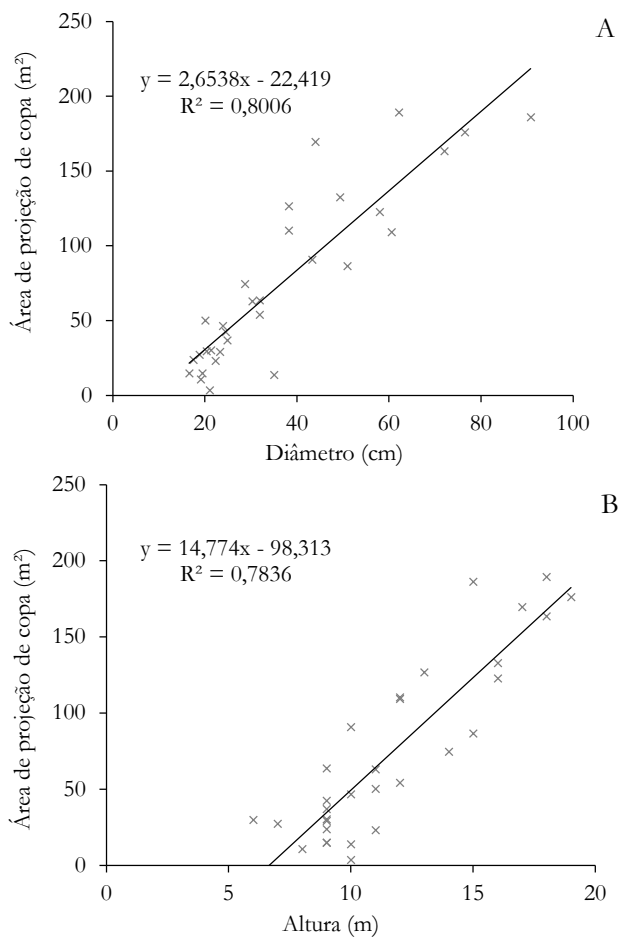 A
250
200
150
100
50
0
y = 2,6538x - 22,419
R² = 0,8006
Área de projeção de copa (m²)
0 20 40 60 80 100
Diâmetro (cm)
B
250
200
150
100
50
0
y = 14,774x - 98,313
R² = 0,7836
Área de projeção de copa (m²)
0 5 10 15 20
Altura (m)